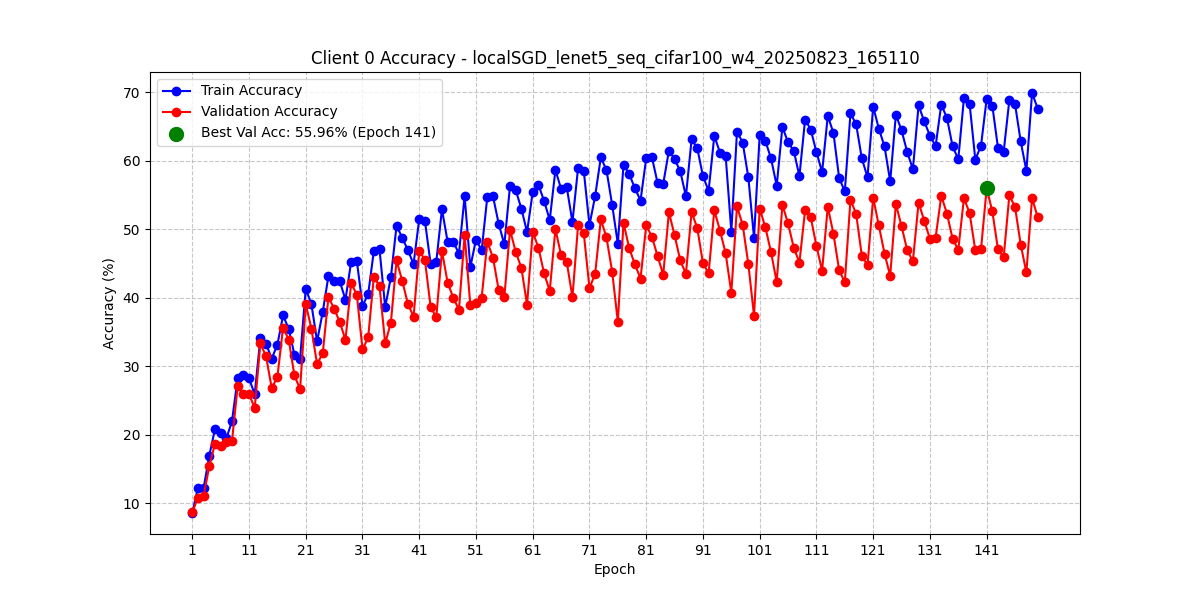 Client 0 Accuracy - localSGD_lenet5_seq_cifar100_w4_20250823_165110
Train Accuracy
Validation Accuracy
Best Val Acc: 55.96% (Epoch 141)
Accuracy (%)
70
60
50
40
30
20
10
1 11 21 31 41 51 61 71 81 91 101 111 121 131 141
Epoch